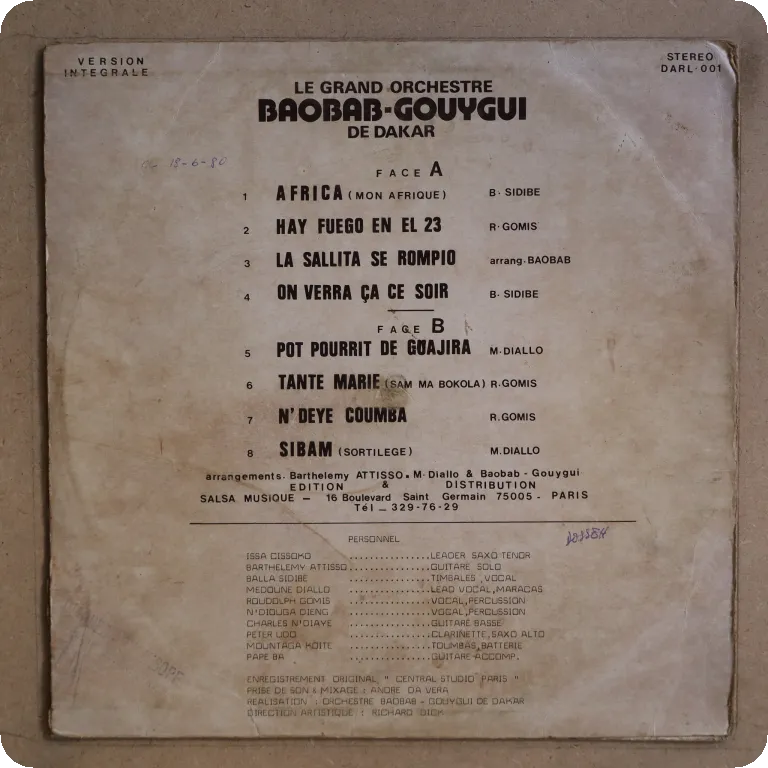 VERSION
INTEGRALE
STEREO
DARL·001
LE GRAND ORCHESTRE
BAOBAB-GOUYGUI
DE DAKAR
18-6-80
FACE A
1 AFRICA (MON AFRIQUE) B. SIDIBE
2 HAY FUEGO EN EL 23 R. GOMIS
3 LA SALLITA SE ROMPIO arrang. BAOBAB
4 ON VERRA ÇA CE SOIR B. SIDIBE
FACE B
5 POT POURRIT DE GUAJIRA M. DIALLO
6 TANTE MARIE (SAM MA BOKOLA) R. GOMIS
7 N'DEYE COUMBA R. GOMIS
8 SIBAM (SORTILEGE) M. DIALLO
arrangements. Barthelemy ATTISSO. M. Diallo & Baobab - Gouygui
EDITION & DISTRIBUTION
SALSA MUSIQUE – 16 Boulevard Saint Germain 75005 - PARIS
Tél _ 329-76-29
PERSONNEL
ISSA CISSOKO ...............LEADER SAXO TENOR
BARTHELEMY ATTISSO...............GUITARE SOLO
BALLA SIDIBE ...............TIMBALES, VOCAL
MEDOUNE DIALLO ...............LEAD VOCAL, MARACAS
ROUDOLPH GOMIS ...............VOCAL, PERCUSSION
N'DIOUGA DIENG ...............VOCAL, PERCUSSION
CHARLES N'DIAYE ...............GUITARE BASSE
PETER UDO ...............CLARINETTE, SAXO ALTO
MOUNTAGA KOITE ...............TOUMBAS, BATTERIE
PAPE BA ...............GUITARE ACCOMP.
ENREGISTREMENT ORIGINAL " CENTRAL STUDIO PARIS "
PRISE DE SON & MIXAGE : ANDRE DA VERA
REALISATION : ORCHESTRE BAOBAB - GOUYGUI DE DAKAR
DIRECTION ARTISTIQUE : RICHARD DICK